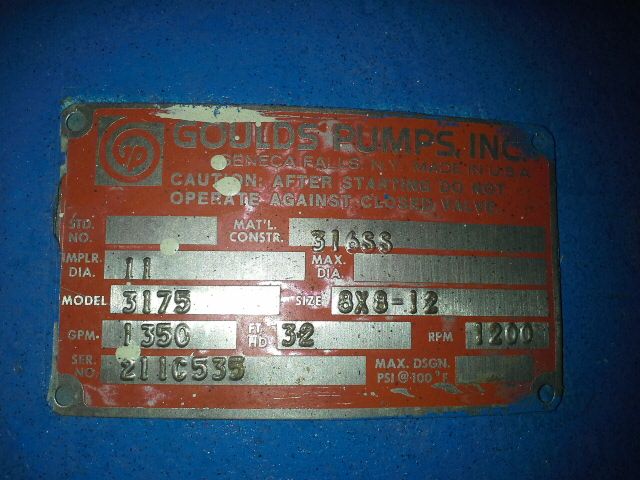 GP
GOULDS PUMPS, INC.
SENECA FALLS N.Y. MADE IN U.S.A.
CAUTION: AFTER STARTING DO NOT
OPERATE AGAINST CLOSED VALVE.
STD. NO. MAT'L. CONSTR. 316SS
IMPLR. DIA. 11 MAX. DIA.
MODEL 3175 SIZE 8X8-12
GPM- 1350 FT HD 32 RPM 1200
SER. NO. 211C535 MAX. DSGN. PSI @ 100°F